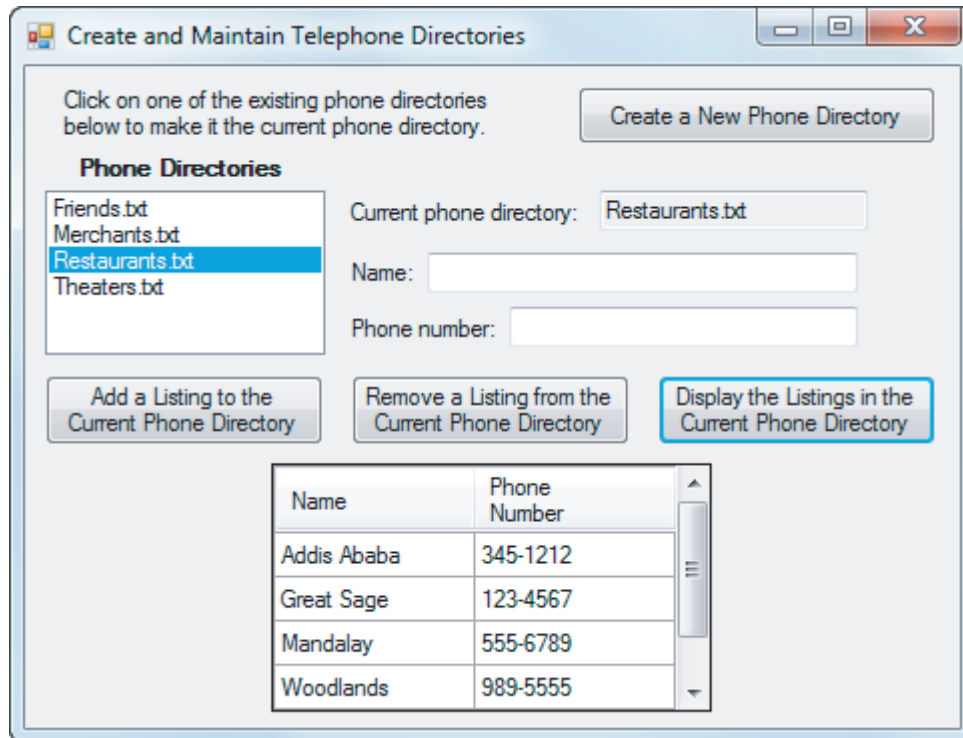 Create and Maintain Telephone Directories
Click on one of the existing phone directories
below to make it the current phone directory.
Create a New Phone Directory
Phone Directories
Friends.txt
Merchants.txt
Restaurants.txt
Theaters.txt
Current phone directory: Restaurants.txt
Name:
Phone number:
Add a Listing to the
Current Phone Directory
Remove a Listing from the
Current Phone Directory
Display the Listings in the
Current Phone Directory
Name
Phone
Number
Addis Ababa 345-1212
Great Sage 123-4567
Mandalay 555-6789
Woodlands 989-5555